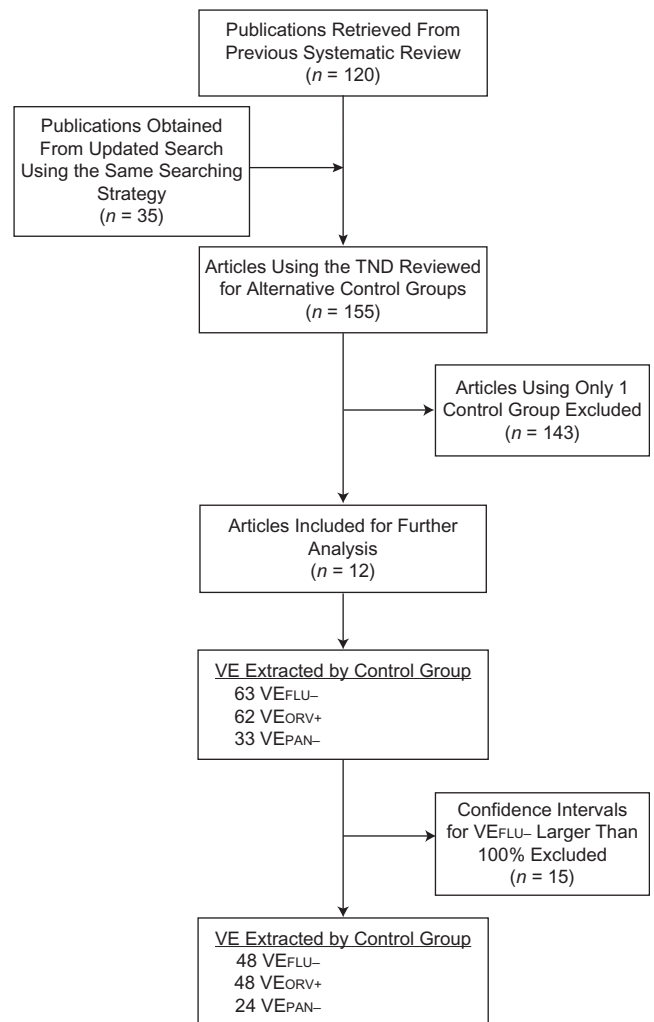 Publications Retrieved From
Previous Systematic Review
(n = 120)
Publications Obtained
From Updated Search
Using the Same Searching
Strategy
(n = 35)
Articles Using the TND Reviewed
for Alternative Control Groups
(n = 155)
Articles Using Only 1
Control Group Excluded
(n = 143)
Articles Included for Further
Analysis
(n = 12)
VE Extracted by Control Group
63 VEFLU–
62 VEORV+
33 VEPAN–
Confidence Intervals
for VEFLU– Larger Than
100% Excluded
(n = 15)
VE Extracted by Control Group
48 VEFLU–
48 VEORV+
24 VEPAN–